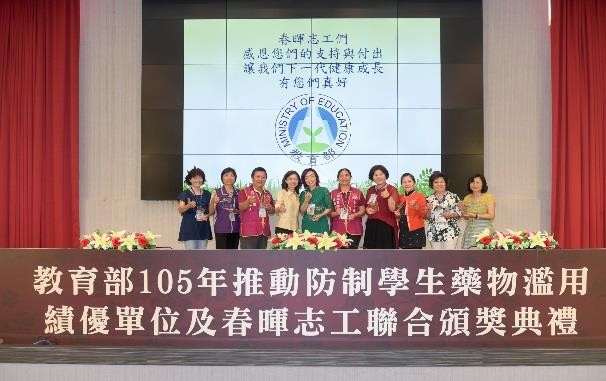 春暉志工們
感恩您們的支持與付出
讓我們下一代健康成長
有您們真好
MINISTRY OF EDUCATION
教育部
教育部105年推動防制學生藥物濫用
績優單位及春暉志工聯合頒獎典禮